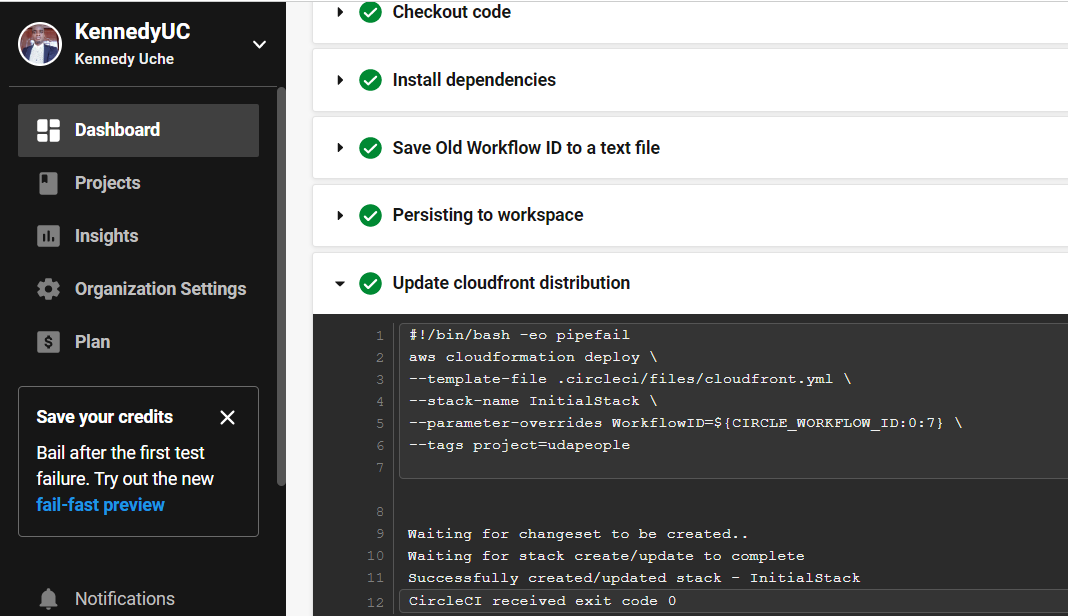 KennedyUC
Kennedy Uche
Dashboard
Projects
Insights
Organization Settings
Plan
Save your credits
Bail after the first test
failure. Try out the new
fail-fast preview
Notifications
Checkout code
Install dependencies
Save Old Workflow ID to a text file
Persisting to workspace
Update cloudfront distribution
1 #!/bin/bash -eo pipefail
2 aws cloudformation deploy \
3 --template-file .circleci/files/cloudfront.yml \
4 --stack-name InitialStack \
5 --parameter-overrides WorkflowID=${CIRCLE_WORKFLOW_ID:0:7} \
6 --tags project=udapeople
7
8
9 Waiting for changeset to be created..
10 Waiting for stack create/update to complete
11 Successfully created/updated stack - InitialStack
12 CircleCI received exit code 0